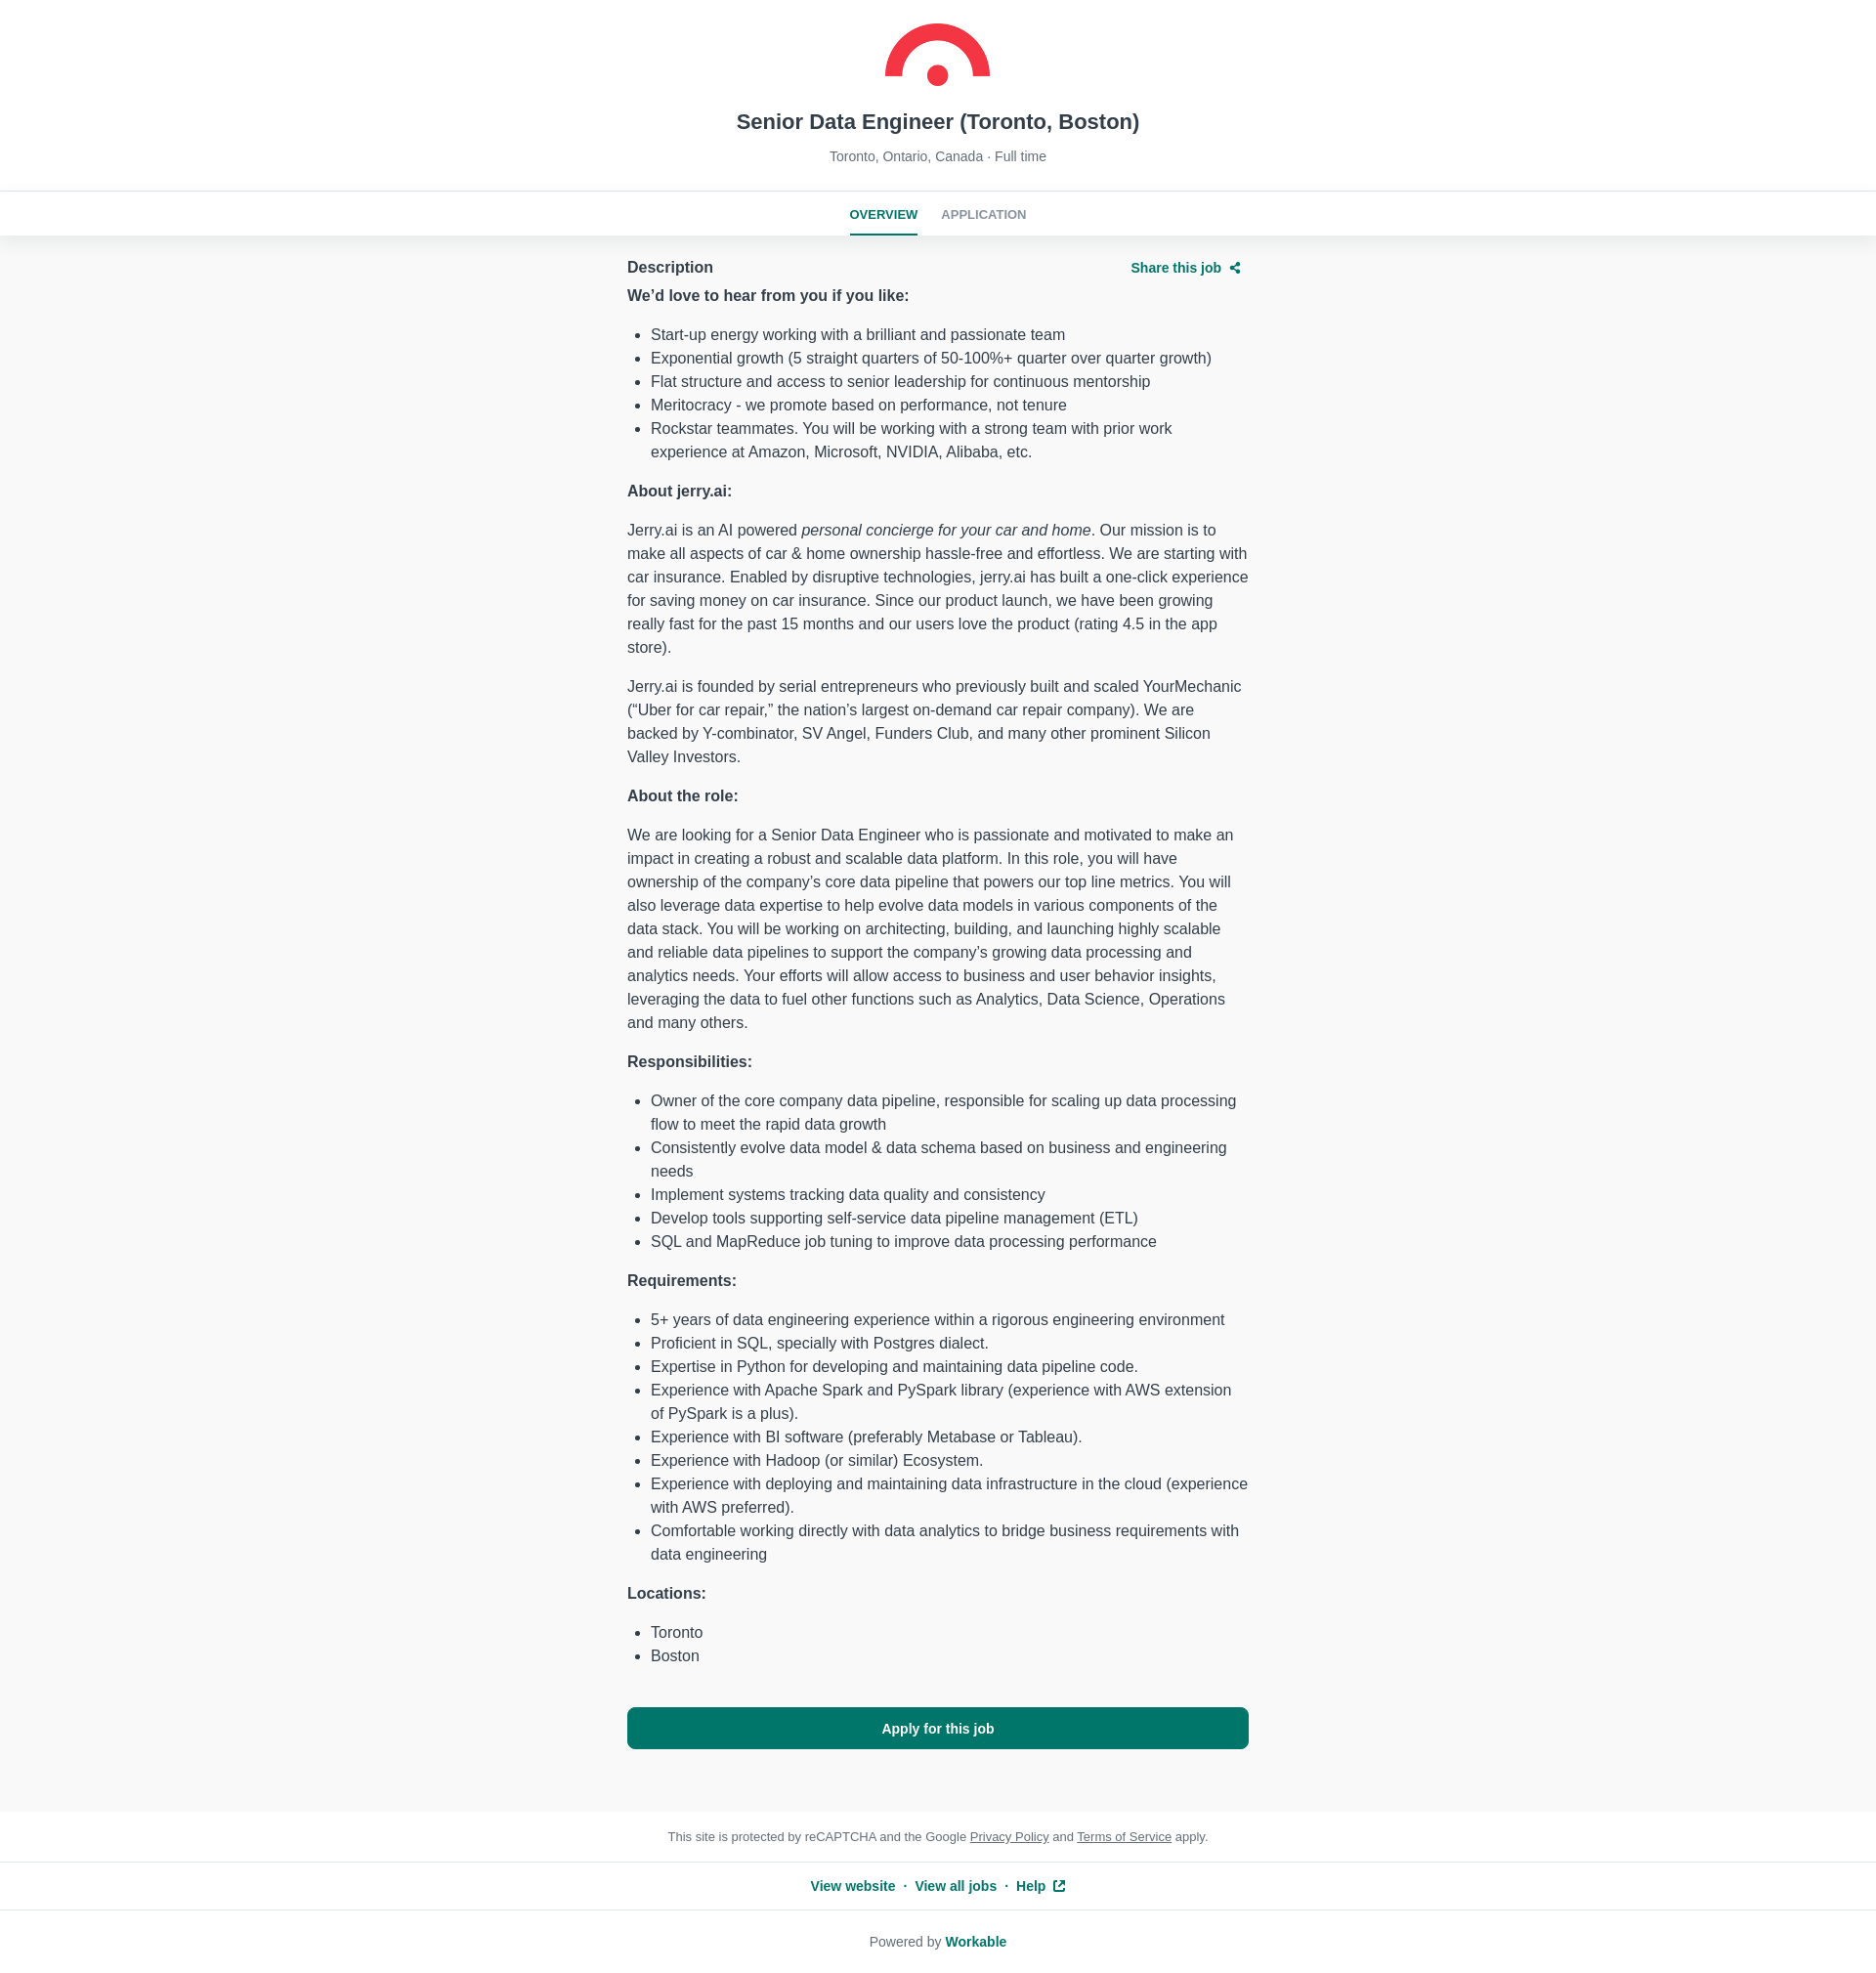 Senior Data Engineer (Toronto, Boston)
Toronto, Ontario, Canada · Full time
OVERVIEW APPLICATION
Description Share this job
We’d love to hear from you if you like:
Start-up energy working with a brilliant and passionate team
Exponential growth (5 straight quarters of 50-100%+ quarter over quarter growth)
Flat structure and access to senior leadership for continuous mentorship
Meritocracy - we promote based on performance, not tenure
Rockstar teammates. You will be working with a strong team with prior work
experience at Amazon, Microsoft, NVIDIA, Alibaba, etc.
About jerry.ai:
Jerry.ai is an AI powered personal concierge for your car and home. Our mission is to
make all aspects of car & home ownership hassle-free and effortless. We are starting with
car insurance. Enabled by disruptive technologies, jerry.ai has built a one-click experience
for saving money on car insurance. Since our product launch, we have been growing
really fast for the past 15 months and our users love the product (rating 4.5 in the app
store).
Jerry.ai is founded by serial entrepreneurs who previously built and scaled YourMechanic
(“Uber for car repair,” the nation’s largest on-demand car repair company). We are
backed by Y-combinator, SV Angel, Funders Club, and many other prominent Silicon
Valley Investors.
About the role:
We are looking for a Senior Data Engineer who is passionate and motivated to make an
impact in creating a robust and scalable data platform. In this role, you will have
ownership of the company’s core data pipeline that powers our top line metrics. You will
also leverage data expertise to help evolve data models in various components of the
data stack. You will be working on architecting, building, and launching highly scalable
and reliable data pipelines to support the company’s growing data processing and
analytics needs. Your efforts will allow access to business and user behavior insights,
leveraging the data to fuel other functions such as Analytics, Data Science, Operations
and many others.
Responsibilities:
Owner of the core company data pipeline, responsible for scaling up data processing
flow to meet the rapid data growth
Consistently evolve data model & data schema based on business and engineering
needs
Implement systems tracking data quality and consistency
Develop tools supporting self-service data pipeline management (ETL)
SQL and MapReduce job tuning to improve data processing performance
Requirements:
5+ years of data engineering experience within a rigorous engineering environment
Proficient in SQL, specially with Postgres dialect.
Expertise in Python for developing and maintaining data pipeline code.
Experience with Apache Spark and PySpark library (experience with AWS extension
of PySpark is a plus).
Experience with BI software (preferably Metabase or Tableau).
Experience with Hadoop (or similar) Ecosystem.
Experience with deploying and maintaining data infrastructure in the cloud (experience
with AWS preferred).
Comfortable working directly with data analytics to bridge business requirements with
data engineering
Locations:
Toronto
Boston
Apply for this job
This site is protected by reCAPTCHA and the Google Privacy Policy and Terms of Service apply.
View website · View all jobs · Help
Powered by Workable